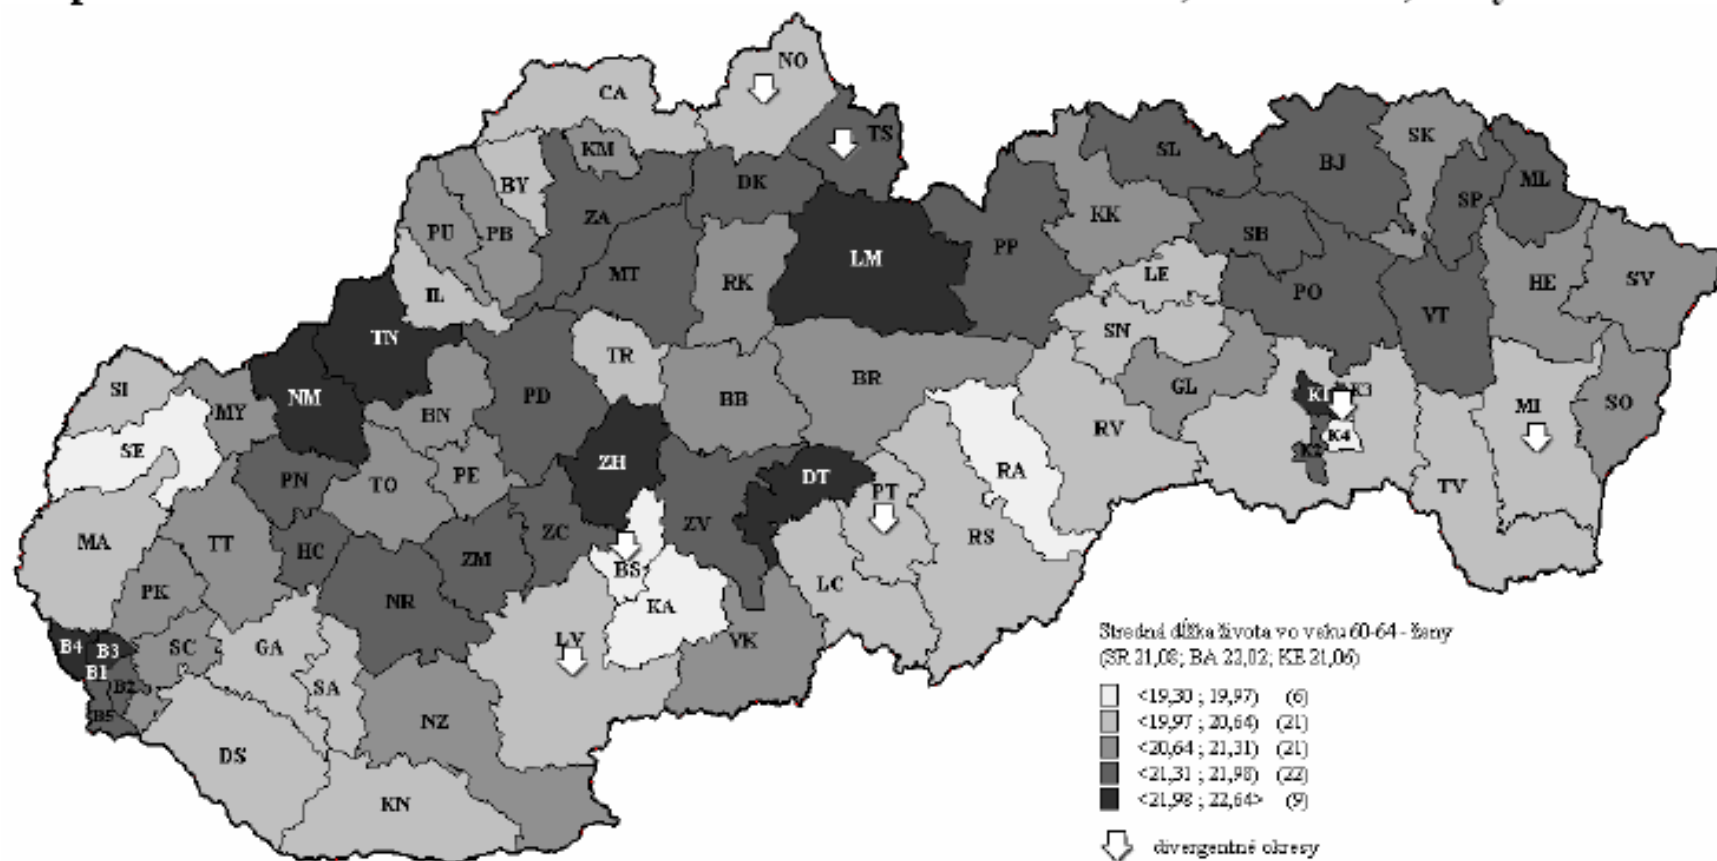 NO
CA
TS
SK
KM
SL
BJ
ML
DK
BY
SP
KK
ZA
PU
PB
SB
PP
LM
MT
LE
RK
HE
SV
IL
PO
VT
SN
TN
TR
BR
SI
GL
PD
BB
K1
K3
NM
MY
BN
MI
SO
RV
K4
SE
K2
ZH
RA
PN
TO
PE
DT
PT
TV
ZV
ZC
RS
MA
TT
HC
ZM
BS
LC
PK
NR
KA
LV
VK
B4
B3
SC
GA
B1
B2
SA
B5
NZ
DS
KN
Stredná dĺžka života vo veku 60-64 - ženy
(SR 21,08; BA 22,02; KE 21,06)
<19,30 ; 19,97) (6)
<19,97 ; 20,64) (21)
<20,64 ; 21,31) (21)
<21,31 ; 21,98) (22)
<21,98 ; 22,64> (9)
divergentné okresy